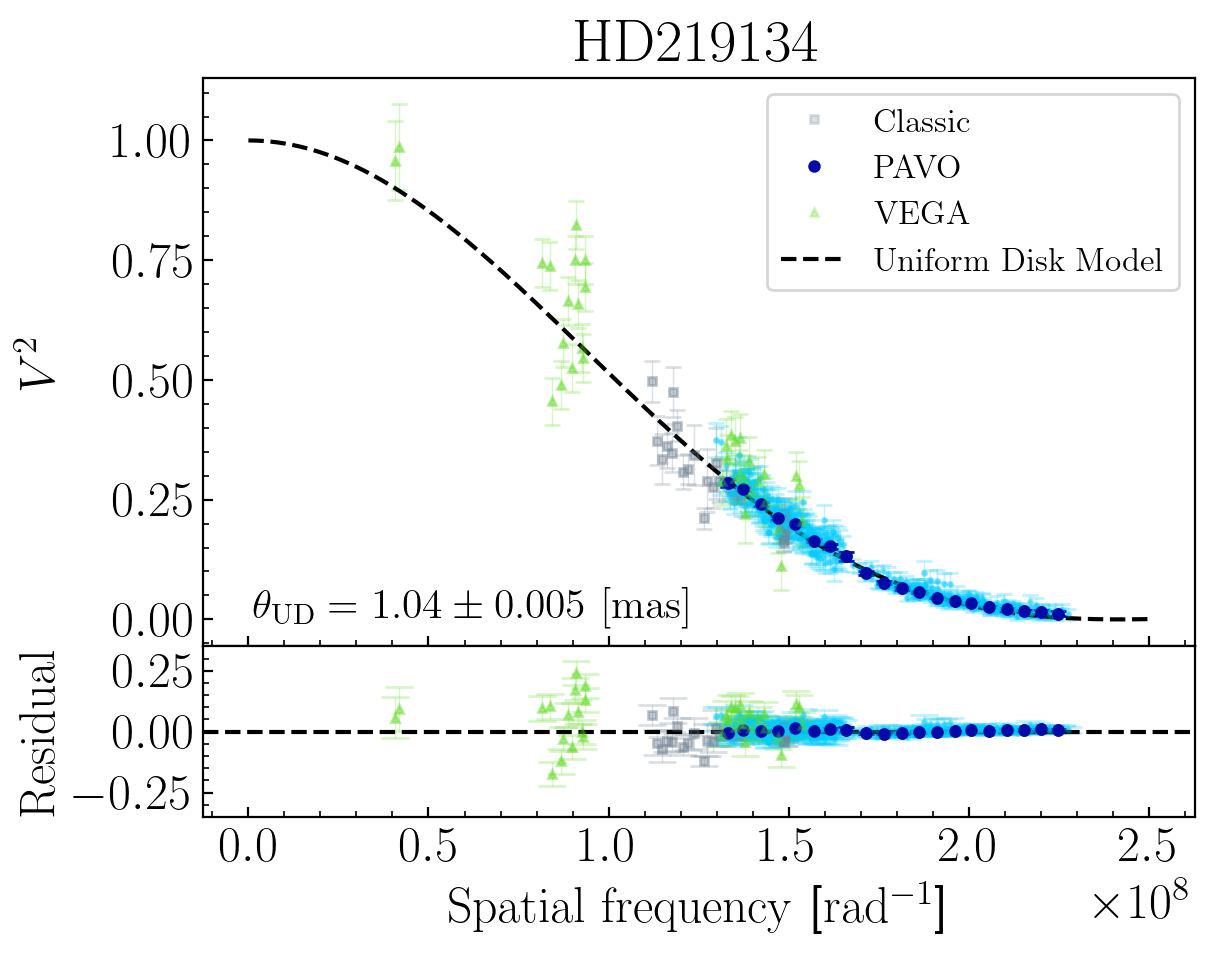 HD219134
Classic
PAVO
VEGA
Uniform Disk Model
V²
1.00
0.75
0.50
0.25
0.00
θ_UD = 1.04 ± 0.005 [mas]
Residual
0.25
0.00
−0.25
0.0 0.5 1.0 1.5 2.0 2.5
Spatial frequency [rad⁻¹]
×10⁸